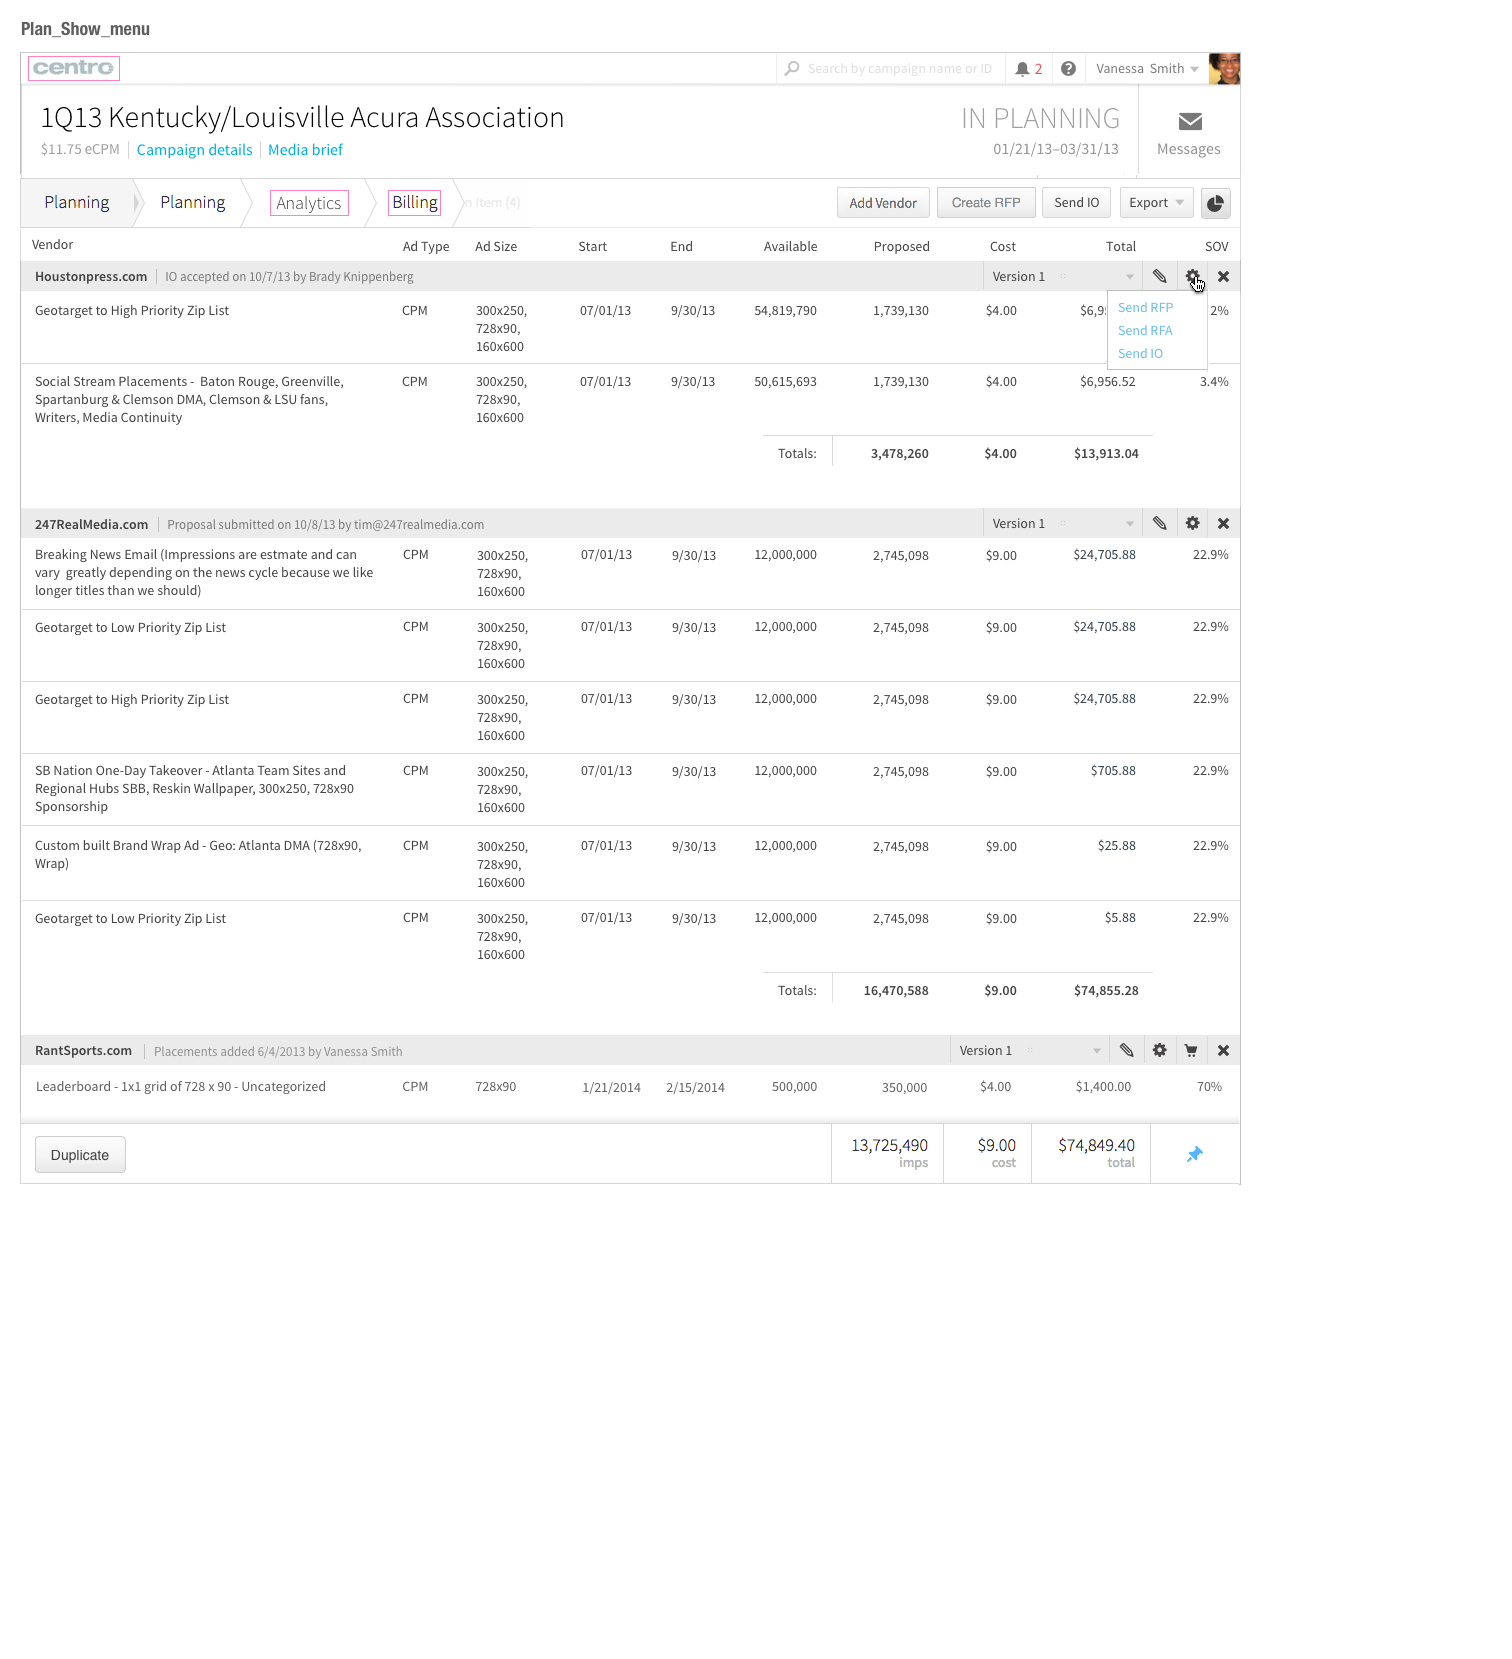 Plan_Show_menu
centro
Search by campaign name or ID
2
Vanessa Smith
1Q13 Kentucky/Louisville Acura Association
IN PLANNING
$11.75 eCPM
Campaign details
Media brief
01/21/13–03/31/13
Messages
Planning
Planning
Analytics
Billing
Item (4)
Add Vendor
Create RFP
Send IO
Export
Vendor Ad Type Ad Size Start End Available Proposed Cost Total SOV
Houstonpress.com IO accepted on 10/7/13 by Brady Knippenberg Version 1
Geotarget to High Priority Zip List CPM 300x250, 07/01/13 9/30/13 54,819,790 1,739,130 $4.00 $6,9 2%
728x90,
160x600
Send RFP
Send RFA
Send IO
Social Stream Placements - Baton Rouge, Greenville, CPM 300x250, 07/01/13 9/30/13 50,615,693 1,739,130 $4.00 $6,956.52 3.4%
Spartanburg & Clemson DMA, Clemson & LSU fans, 728x90,
Writers, Media Continuity 160x600
Totals: 3,478,260 $4.00 $13,913.04
247RealMedia.com Proposal submitted on 10/8/13 by tim@247realmedia.com Version 1
Breaking News Email (Impressions are estmate and can CPM 300x250, 07/01/13 9/30/13 12,000,000 2,745,098 $9.00 $24,705.88 22.9%
vary greatly depending on the news cycle because we like 728x90,
longer titles than we should) 160x600
Geotarget to Low Priority Zip List CPM 300x250, 07/01/13 9/30/13 12,000,000 2,745,098 $9.00 $24,705.88 22.9%
728x90,
160x600
Geotarget to High Priority Zip List CPM 300x250, 07/01/13 9/30/13 12,000,000 2,745,098 $9.00 $24,705.88 22.9%
728x90,
160x600
SB Nation One-Day Takeover - Atlanta Team Sites and CPM 300x250, 07/01/13 9/30/13 12,000,000 2,745,098 $9.00 $705.88 22.9%
Regional Hubs SBB, Reskin Wallpaper, 300x250, 728x90 728x90,
Sponsorship 160x600
Custom built Brand Wrap Ad - Geo: Atlanta DMA (728x90, CPM 300x250, 07/01/13 9/30/13 12,000,000 2,745,098 $9.00 $25.88 22.9%
Wrap) 728x90,
160x600
Geotarget to Low Priority Zip List CPM 300x250, 07/01/13 9/30/13 12,000,000 2,745,098 $9.00 $5.88 22.9%
728x90,
160x600
Totals: 16,470,588 $9.00 $74,855.28
RantSports.com Placements added 6/4/2013 by Vanessa Smith Version 1
Leaderboard - 1x1 grid of 728 x 90 - Uncategorized CPM 728x90 1/21/2014 2/15/2014 500,000 350,000 $4.00 $1,400.00 70%
Duplicate
13,725,490 $9.00 $74,849.40
imps cost total